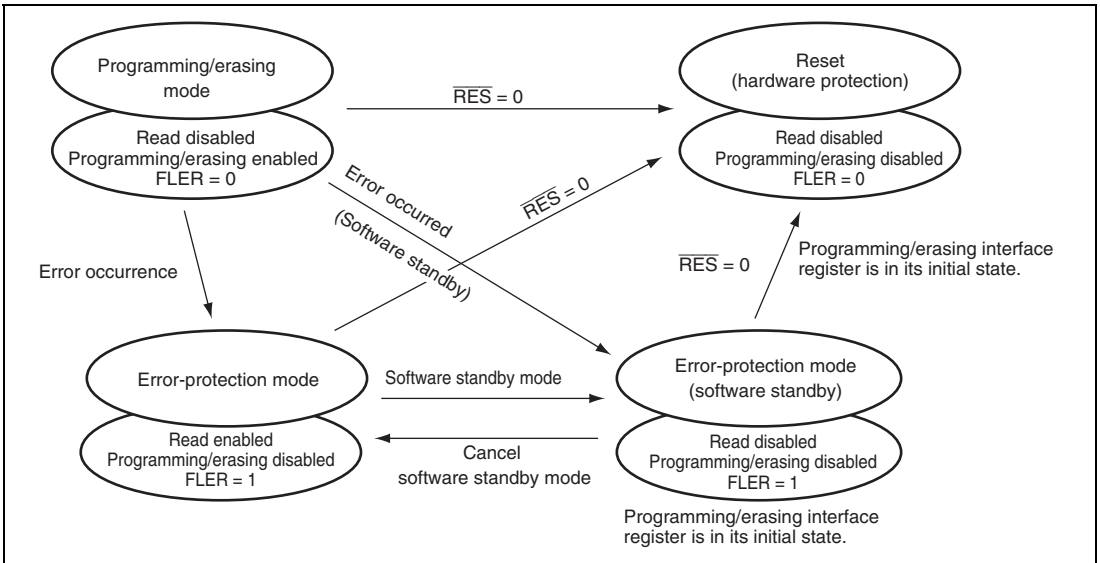 Programming/erasing
mode
Read disabled
Programming/erasing enabled
FLER = 0
RES = 0
Reset
(hardware protection)
Read disabled
Programming/erasing disabled
FLER = 0
Error occurred
(Software standby)
RES = 0
Error occurrence
RES = 0
Programming/erasing interface
register is in its initial state.
Error-protection mode
Read enabled
Programming/erasing disabled
FLER = 1
Software standby mode
Cancel
software standby mode
Error-protection mode
(software standby)
Read disabled
Programming/erasing disabled
FLER = 1
Programming/erasing interface
register is in its initial state.